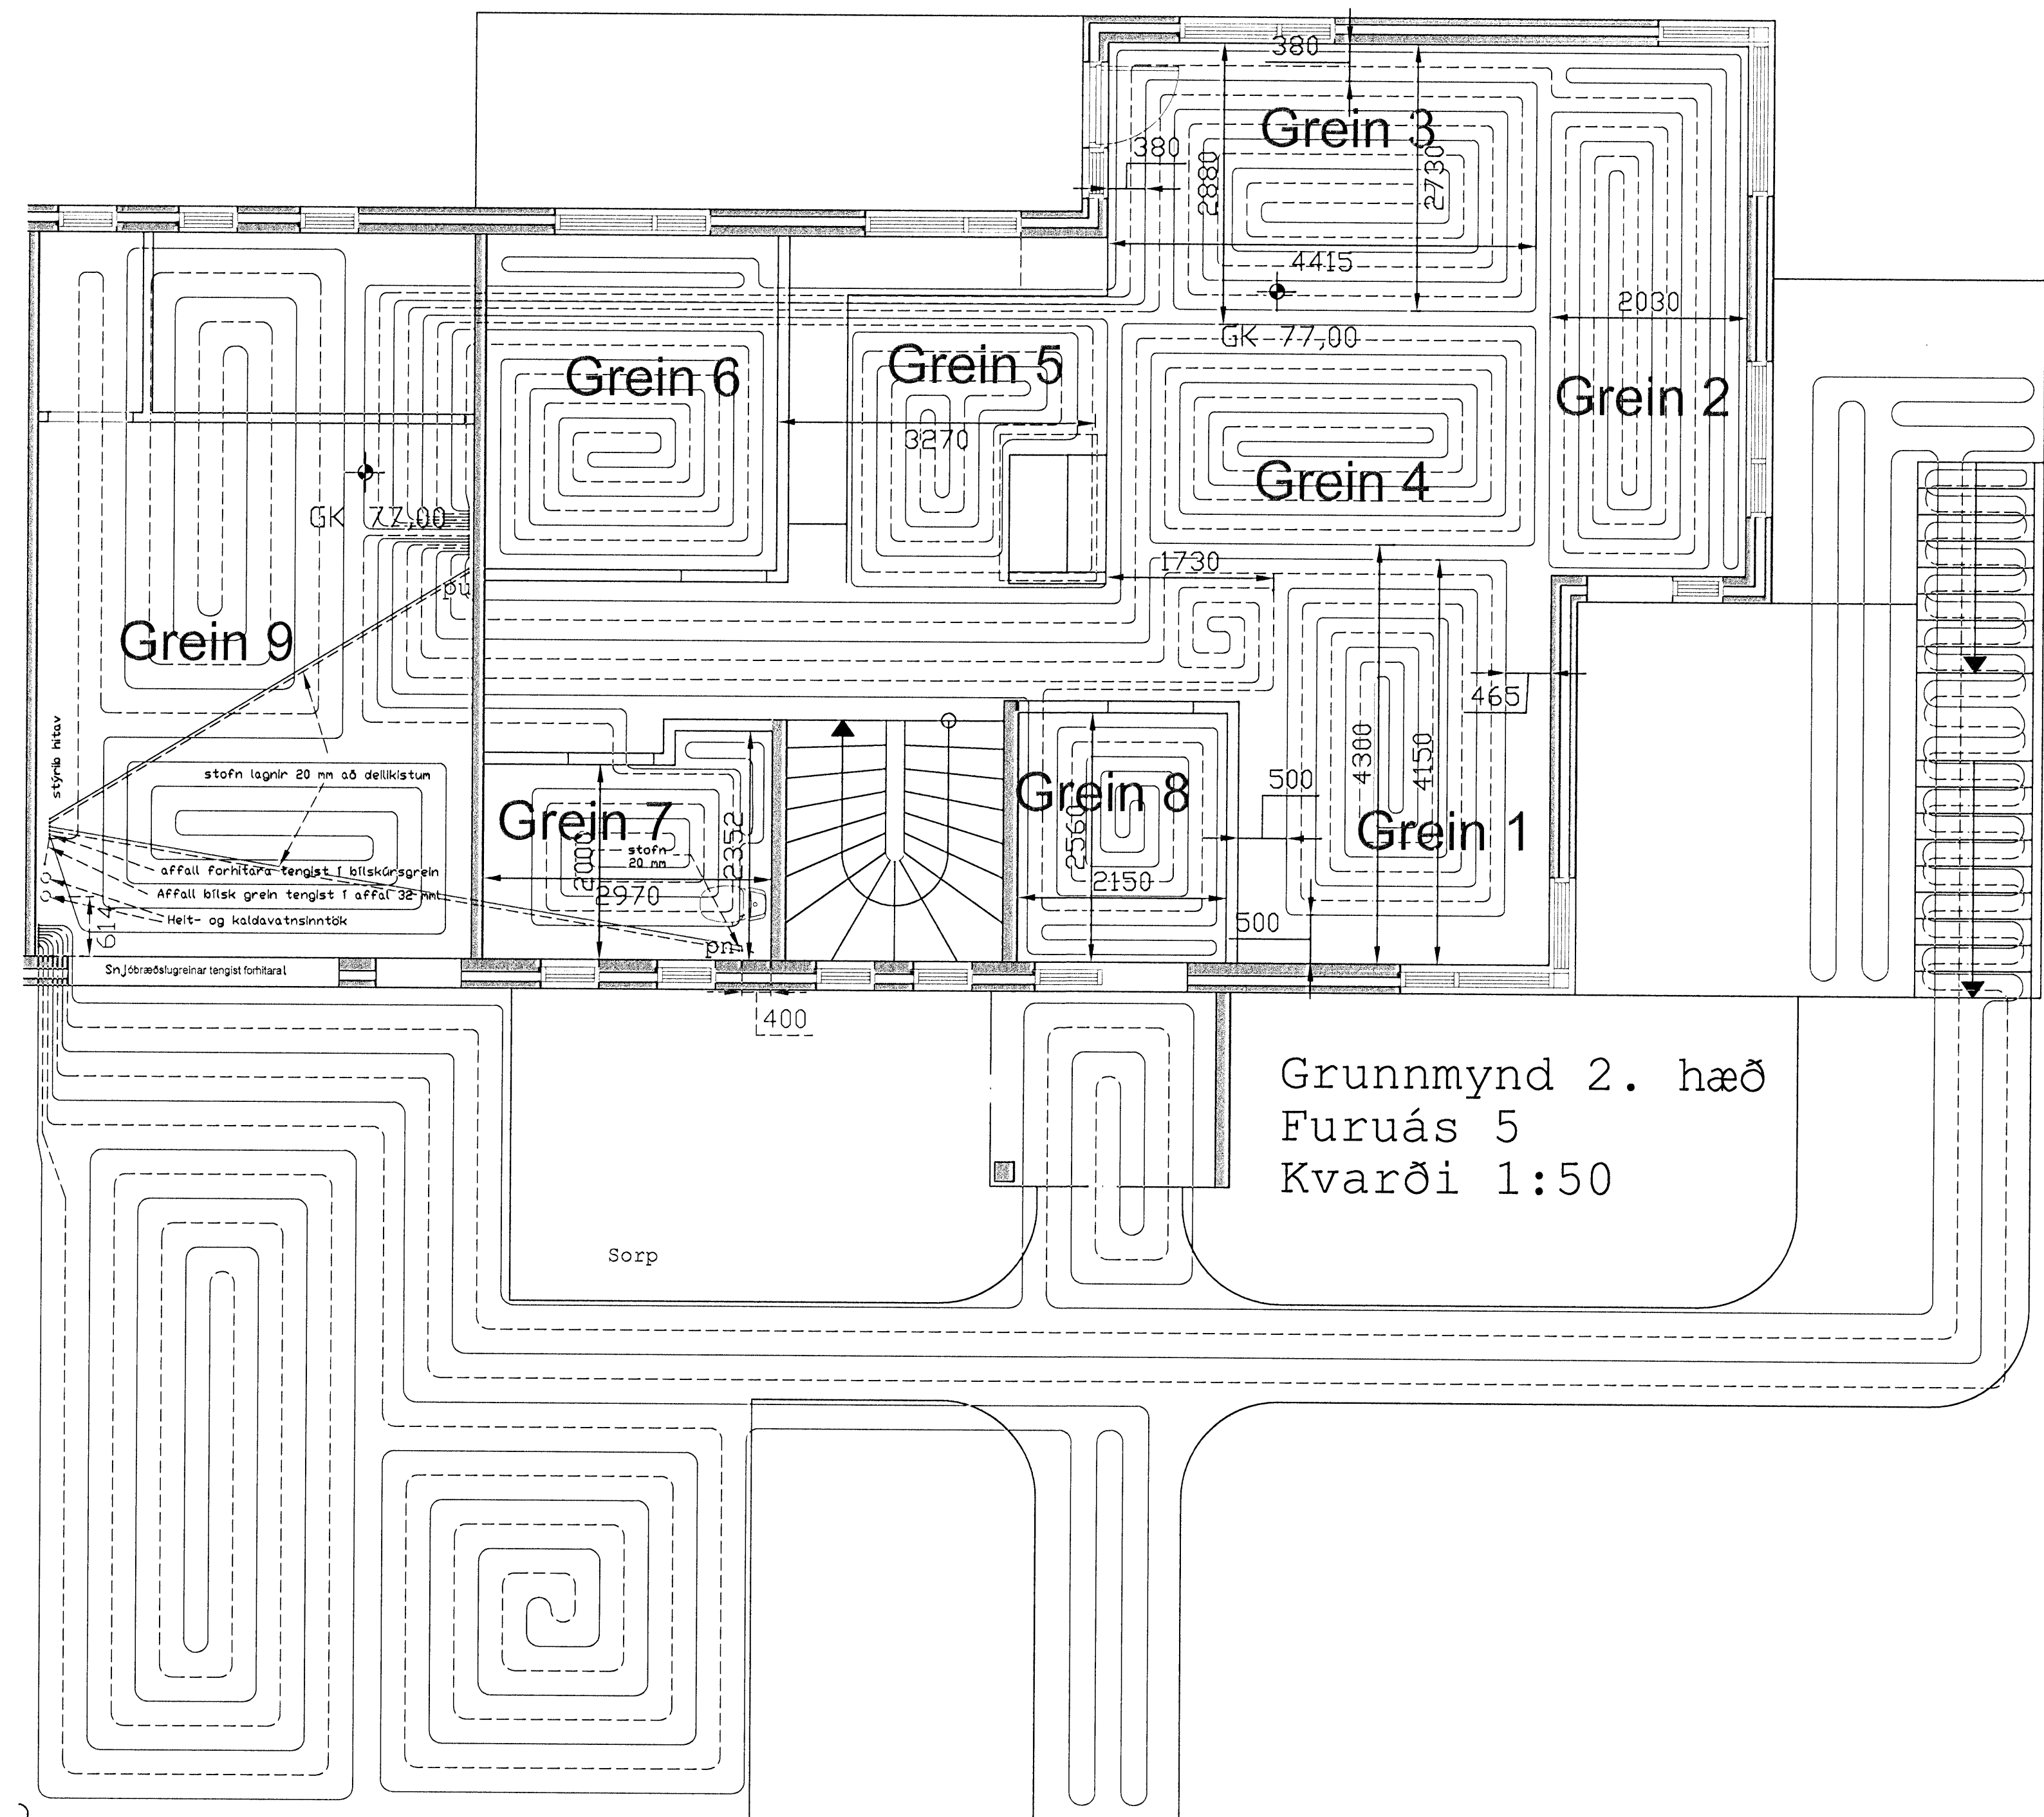 380
Grein 3
380
2880
2730
4415
2030
GK 77,00
Grein 6
Grein 5
Grein 2
3270
Grein 4
GK 77,00
1730
Grein 9
465
stýrib hitav
stofn lagnir 20 mm að deilikistum
4300
4150
500
Grein 8
2560
Grein 7
2000
2352
stofn
20 mm
Grein 1
affall forhitara tengist í bílskúrsgrein
Affall bílsk grein tengist í affal 32 mml
2150
2970
Heit- og kaldavatnsinntök
614
500
pn
Snjóbræðslugreinar tengist forhitaral
400
Grunnmynd 2. hæð
Furuás 5
Kvarði 1:50
Sorp